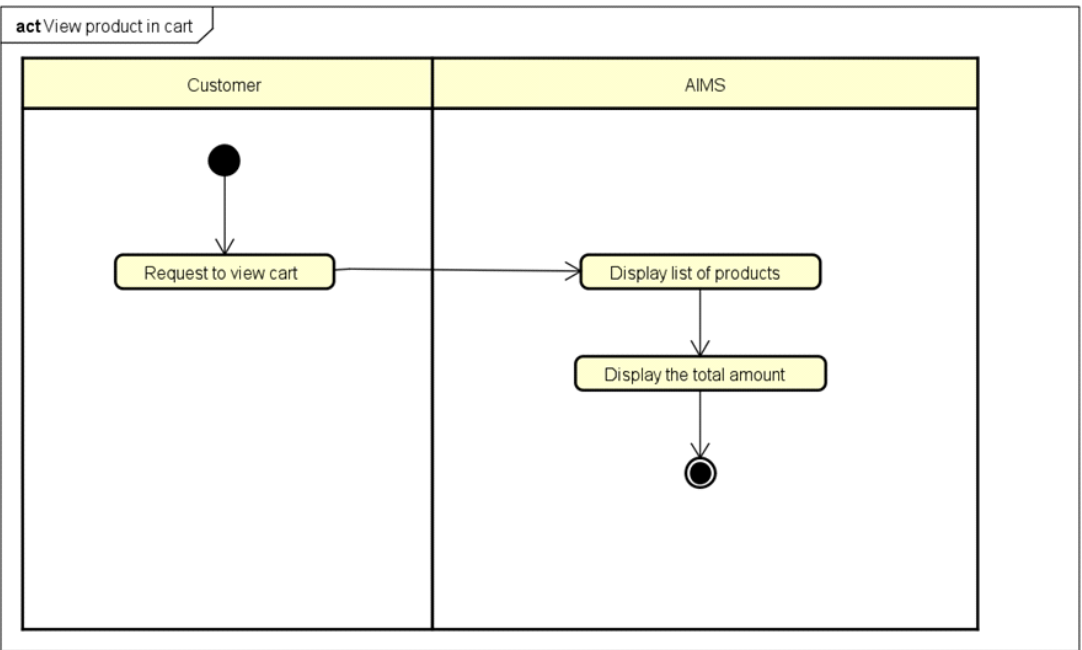 act View product in cart
Customer
AIMS
Request to view cart
Display list of products
Display the total amount